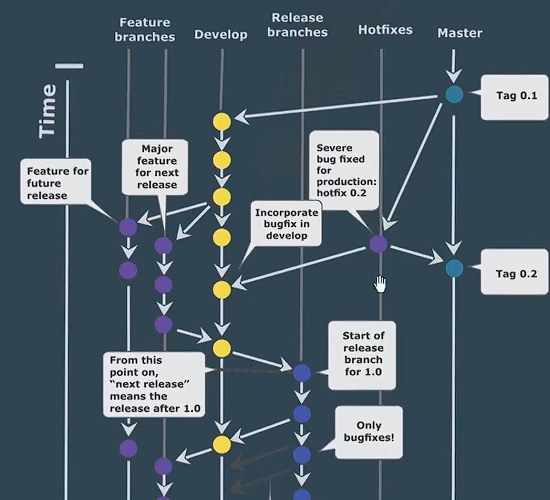 Feature
branches
Develop
Release
branches
Hotfixes
Master
Time
Tag 0.1
Major
feature
for next
release
Severe
bug fixed
for
production:
hotfix 0.2
Feature for
future
release
Incorporate
bugfix in
develop
Tag 0.2
Start of
release
branch
for 1.0
From this
point on,
“next release”
means the
release after 1.0
Only
bugfixes!